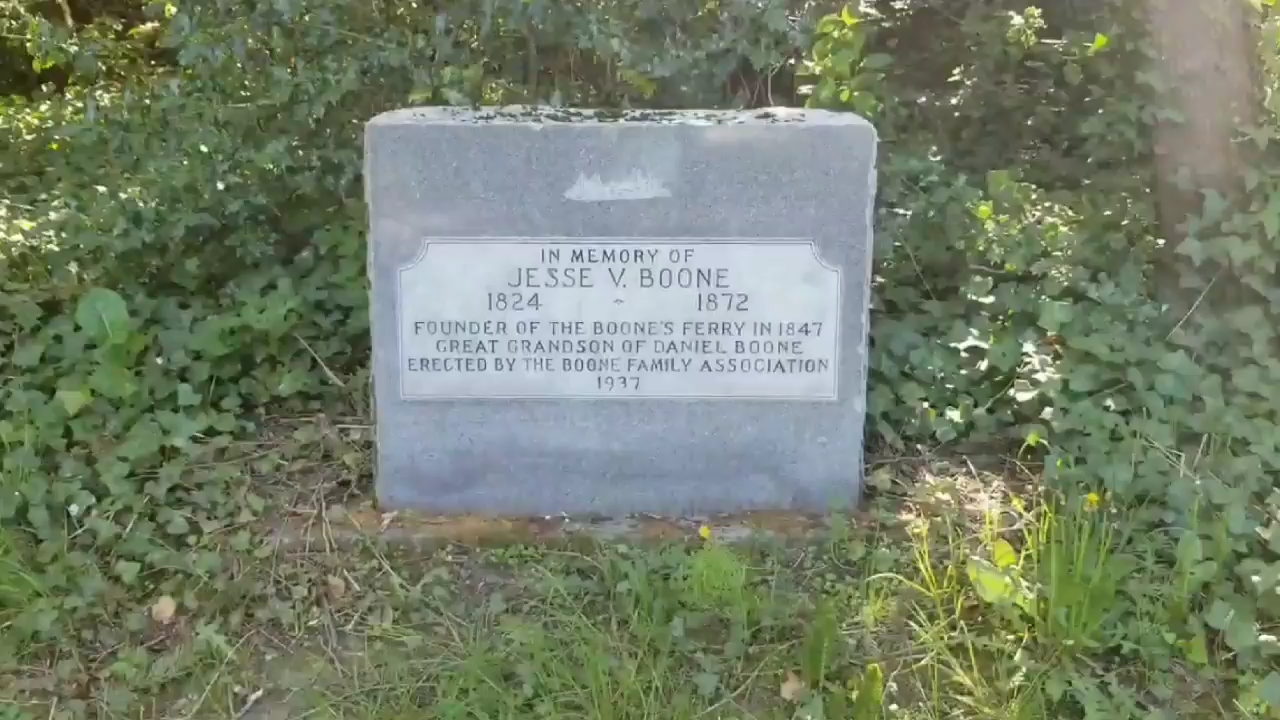 IN MEMORY OF
JESSE V. BOONE
1824 - 1872
FOUNDER OF THE BOONE'S FERRY IN 1847
GREAT GRANDSON OF DANIEL BOONE
ERECTED BY THE BOONE FAMILY ASSOCIATION
1937